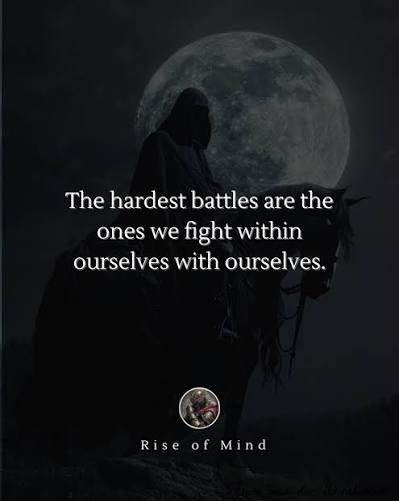 The hardest battles are the
ones we fight within
ourselves with ourselves.
Rise of Mind